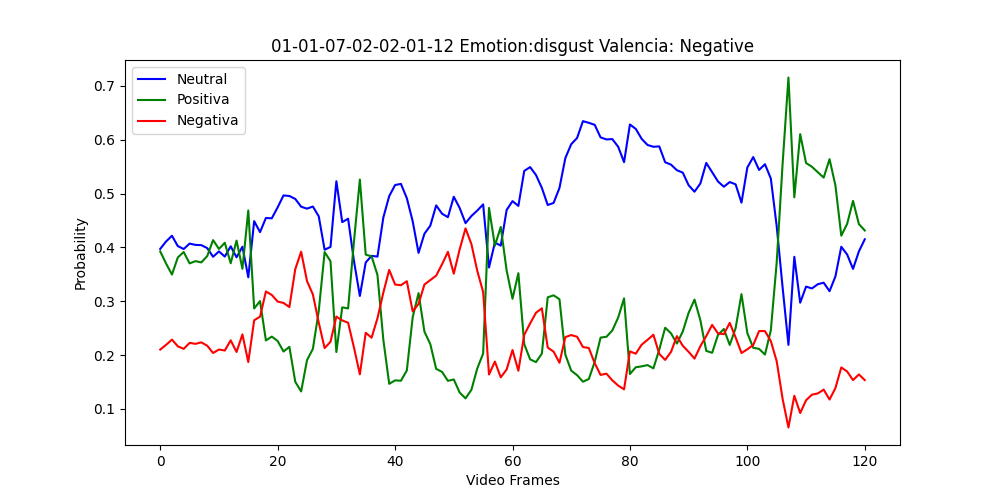 01-01-07-02-02-01-12 Emotion:disgust Valencia: Negative
Neutral
Positiva
Negativa
Probability
0.7
0.6
0.5
0.4
0.3
0.2
0.1
0 20 40 60 80 100 120
Video Frames